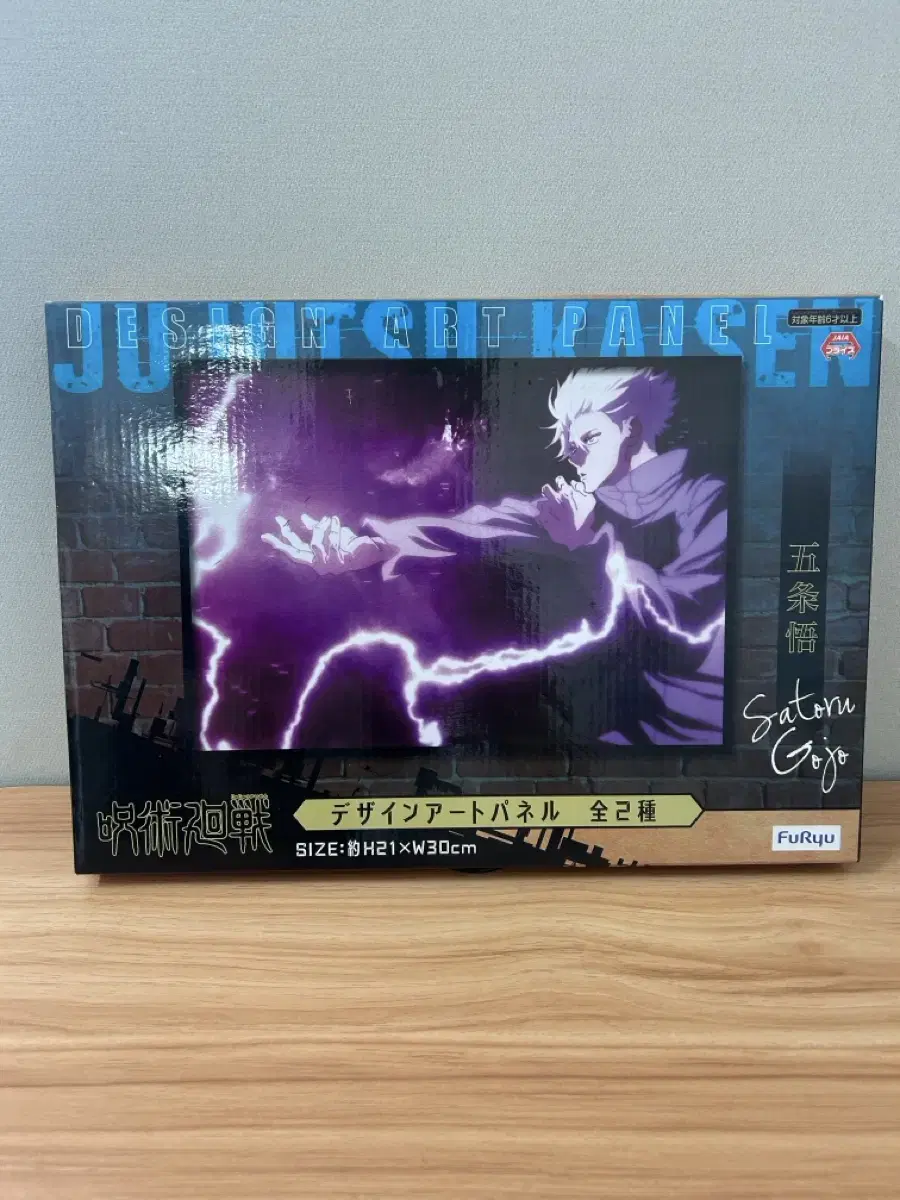 JUJUTSU KAISEN
DESIGN ART PANEL
対象年齢6才以上
JAIA
プライズ
五条悟
Satoru
Gojo
呪術廻戦
デザインアートパネル 全2種
SIZE:約H21×W30cm
FuRyu